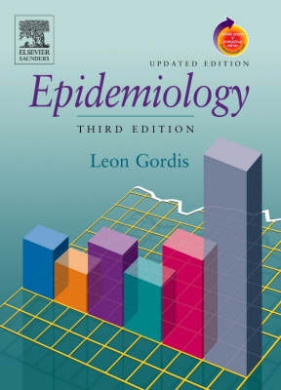 ELSEVIER
SAUNDERS
UPDATED EDITION
Epidemiology
THIRD EDITION
Leon Gordis